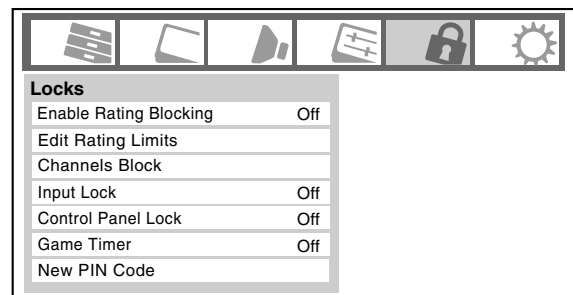 Locks
Enable Rating Blocking Off
Edit Rating Limits
Channels Block
Input Lock Off
Control Panel Lock Off
Game Timer Off
New PIN Code